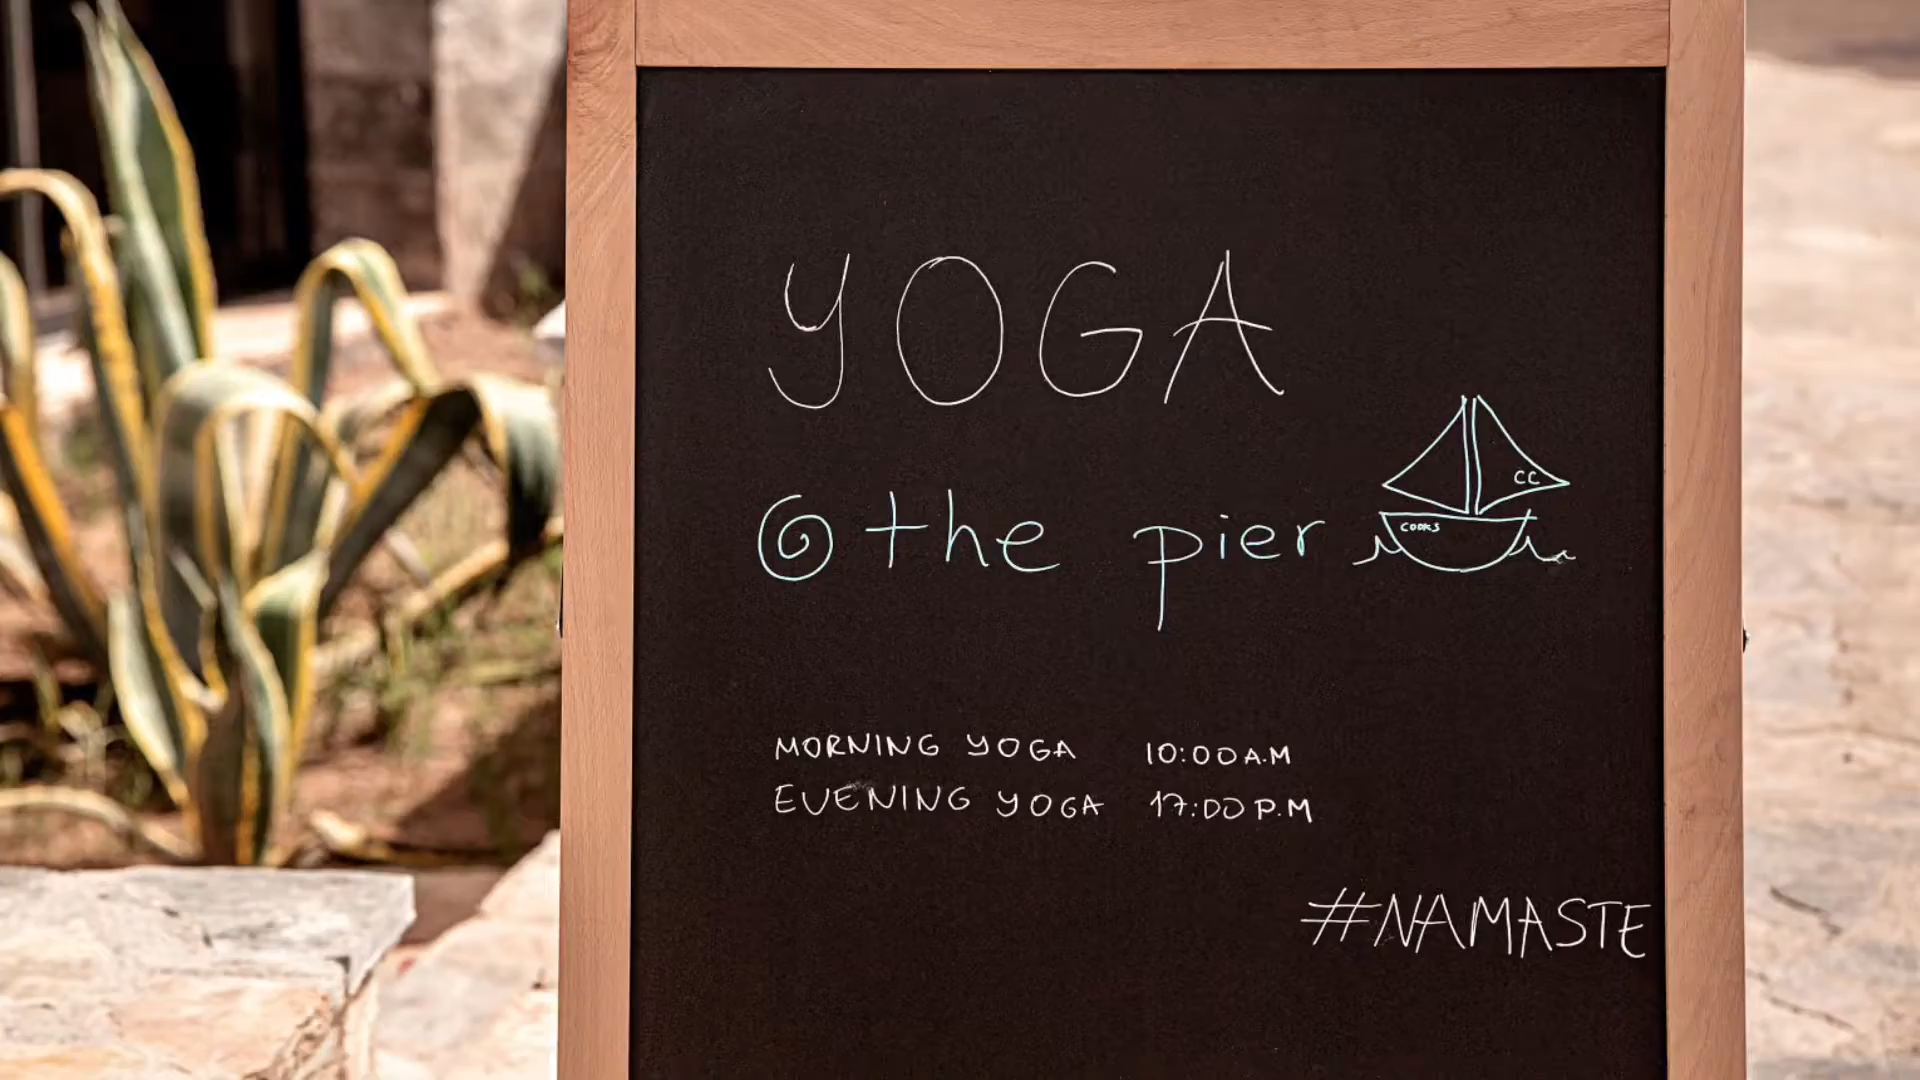 YOGA
@the pier
CC
COOKS
MORNING YOGA 10:00A.M
EVENING YOGA 17:00P.M
#NAMASTE